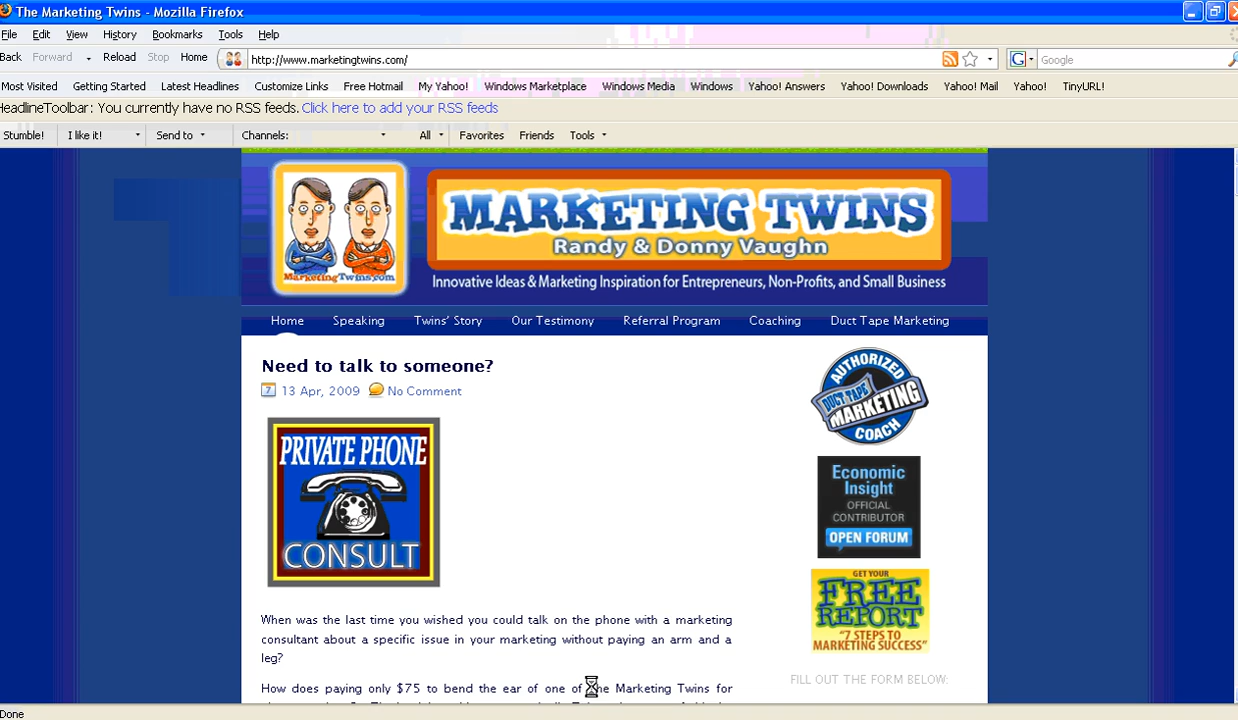 The Marketing Twins - Mozilla Firefox
File Edit View History Bookmarks Tools Help
Back Forward Reload Stop Home http://www.marketingtwins.com/ G Google
Most Visited Getting Started Latest Headlines Customize Links Free Hotmail My Yahoo! Windows Marketplace Windows Media Windows Yahoo! Answers Yahoo! Downloads Yahoo! Mail Yahoo! TinyURL!
HeadlineToolbar: You currently have no RSS feeds. Click here to add your RSS feeds
Stumble! I like it! Send to Channels: All Favorites Friends Tools
MarketingTwins.com
MARKETING TWINS
Randy & Donny Vaughn
Innovative Ideas & Marketing Inspiration for Entrepreneurs, Non-Profits, and Small Business
Home Speaking Twins' Story Our Testimony Referral Program Coaching Duct Tape Marketing
Need to talk to someone?
7 13 Apr, 2009 No Comment
PRIVATE PHONE
CONSULT
When was the last time you wished you could talk on the phone with a marketing
consultant about a specific issue in your marketing without paying an arm and a
leg?
How does paying only $75 to bend the ear of one of the Marketing Twins for
AUTHORIZED
DUCT TAPE
MARKETING
COACH
Economic
Insight
OFFICIAL
CONTRIBUTOR
OPEN FORUM
GET YOUR
FREE
REPORT
"7 STEPS TO
MARKETING SUCCESS"
FILL OUT THE FORM BELOW:
Done